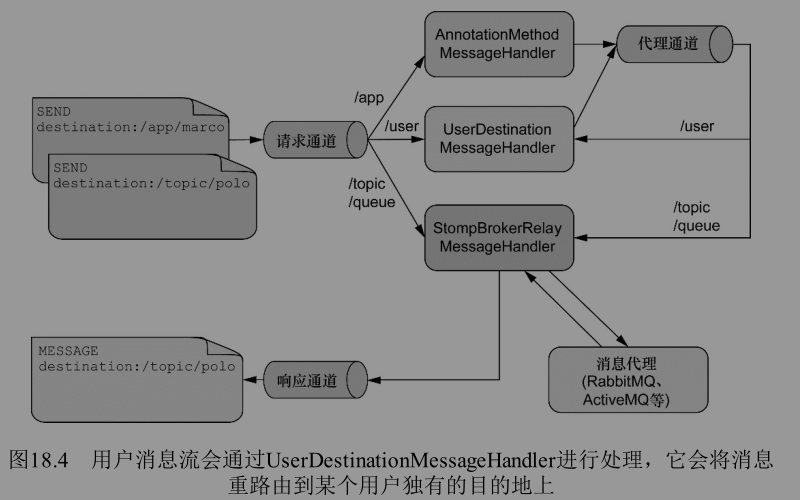 AnnotationMethod
MessageHandler
代理通道
/app
SEND
destination:/app/marco
请求通道
/user
UserDestination
MessageHandler
/user
SEND
destination:/topic/polo
/topic
/queue
StompBrokerRelay
MessageHandler
/topic
/queue
MESSAGE
destination:/topic/polo
响应通道
消息代理
(RabbitMQ、
ActiveMQ等)
图18.4 用户消息流会通过UserDestinationMessageHandler进行处理，它会将消息
重路由到某个用户独有的目的地上